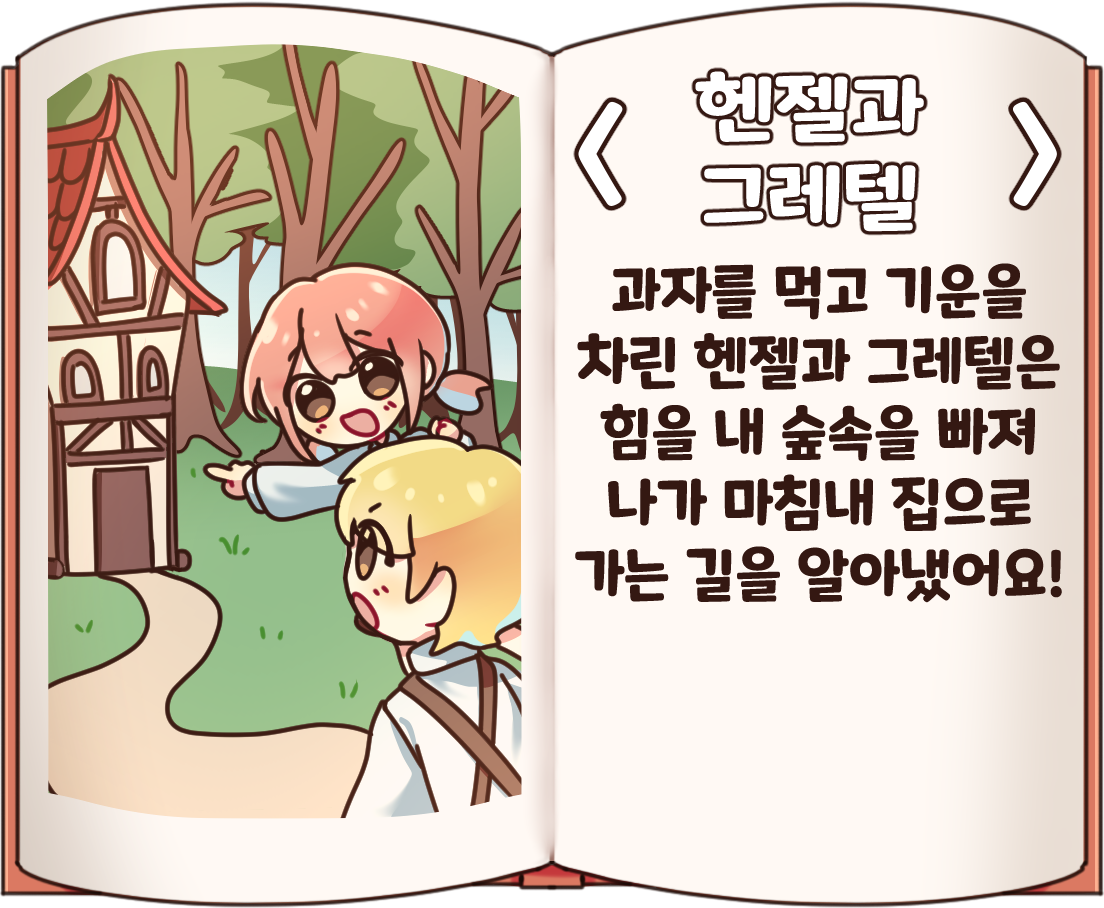 〈 헨젤과
그레텔 〉
과자를 먹고 기운을
차린 헨젤과 그레텔은
힘을 내 숲속을 빠져
나가 마침내 집으로
가는 길을 알아냈어요!